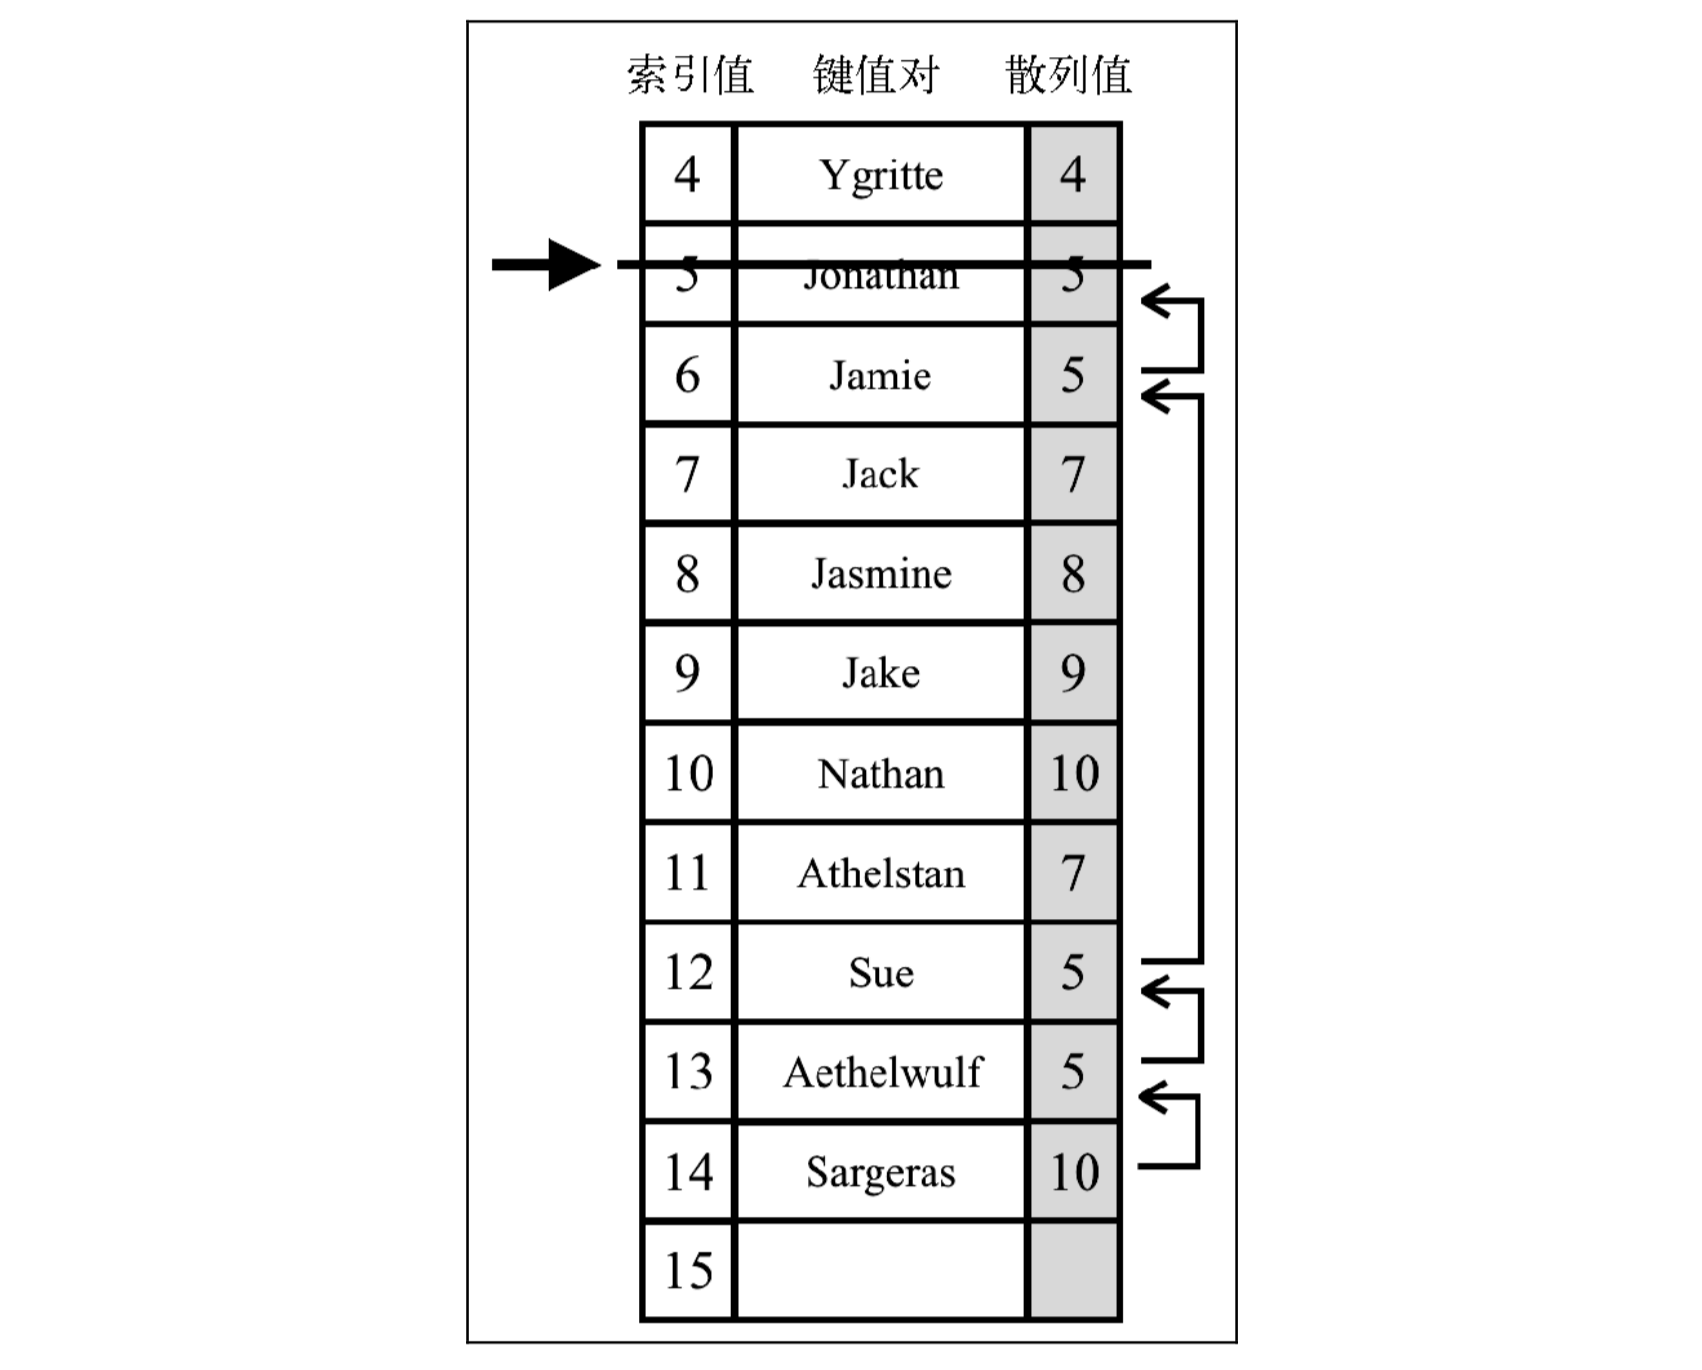 索引值 键值对 散列值
4 Ygritte 4
5 Jonathan 5
6 Jamie 5
7 Jack 7
8 Jasmine 8
9 Jake 9
10 Nathan 10
11 Athelstan 7
12 Sue 5
13 Aethelwulf 5
14 Sargeras 10
15